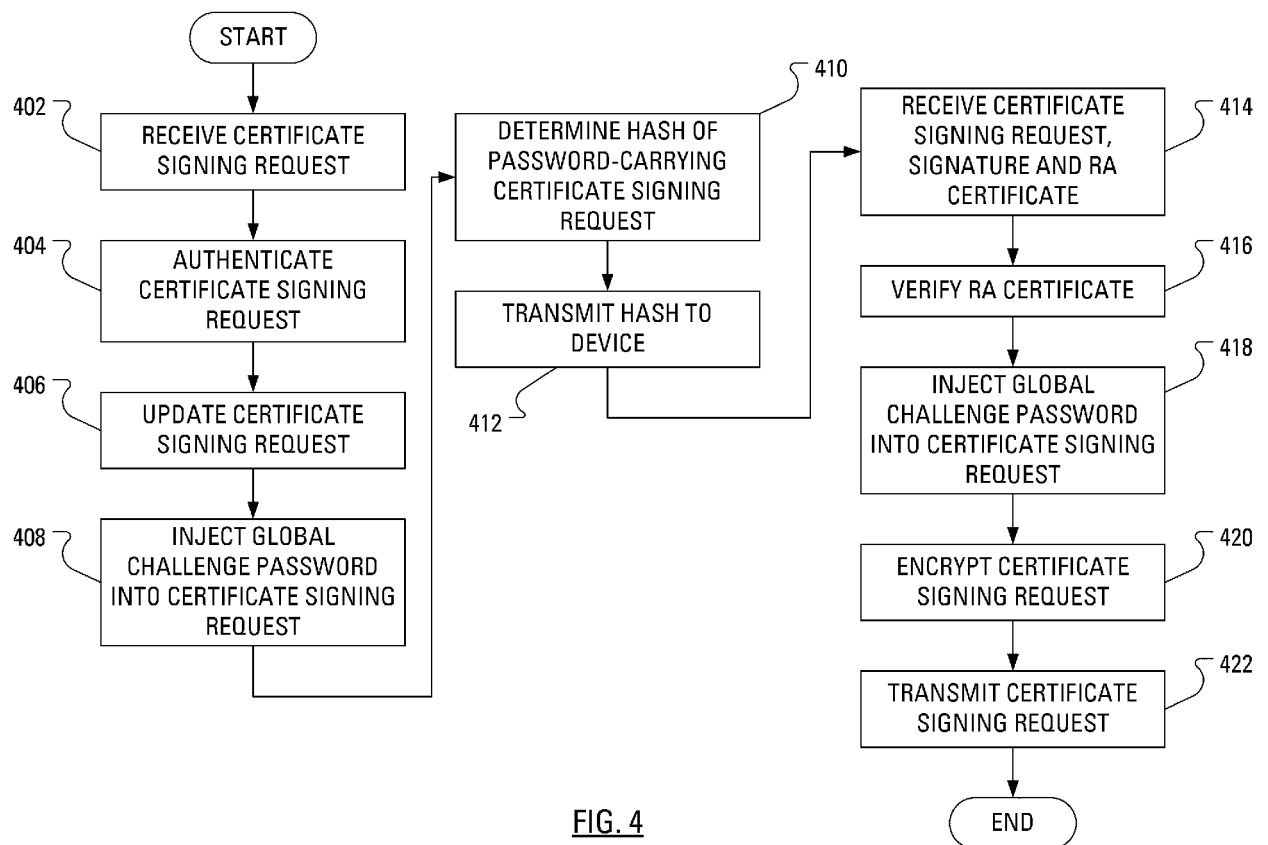 START
402
RECEIVE CERTIFICATE
SIGNING REQUEST
404
AUTHENTICATE
CERTIFICATE SIGNING
REQUEST
406
UPDATE CERTIFICATE
SIGNING REQUEST
408
INJECT GLOBAL
CHALLENGE PASSWORD
INTO CERTIFICATE SIGNING
REQUEST
410
DETERMINE HASH OF
PASSWORD-CARRYING
CERTIFICATE SIGNING
REQUEST
TRANSMIT HASH TO
DEVICE
412
RECEIVE CERTIFICATE
SIGNING REQUEST,
SIGNATURE AND RA
CERTIFICATE
414
416
VERIFY RA CERTIFICATE
418
INJECT GLOBAL
CHALLENGE PASSWORD
INTO CERTIFICATE SIGNING
REQUEST
420
ENCRYPT CERTIFICATE
SIGNING REQUEST
422
TRANSMIT CERTIFICATE
SIGNING REQUEST
END
FIG. 4